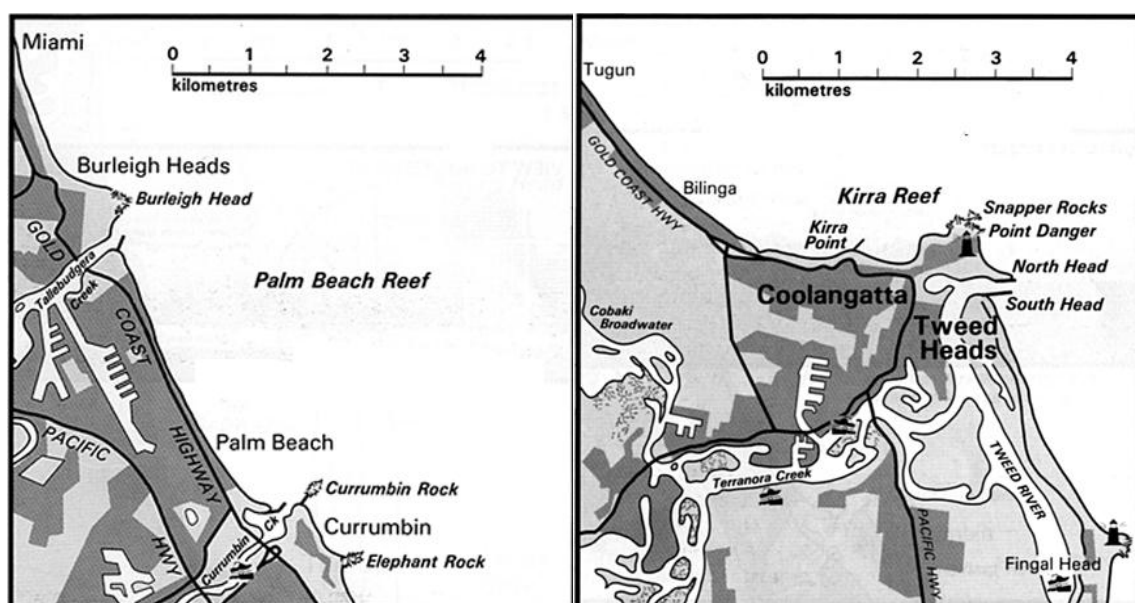 Miami
0 1 2 3 4
kilometres
Burleigh Heads
Burleigh Head
GOLD
Tallebudgera
Creek
Palm Beach Reef
COAST
PACIFIC
HIGHWAY
Palm Beach
Currumbin Rock
Currumbin
Ck
Currumbin
Elephant Rock
HWY
Tugun
0 1 2 3 4
kilometres
GOLD COAST HWY
Bilinga
Kirra Reef
Snapper Rocks
Point Danger
Kirra
Point
North Head
South Head
Coolangatta
Cobaki
Broadwater
Tweed
Heads
Terranora Creek
TWEED RIVER
PACIFIC HWY
Fingal Head